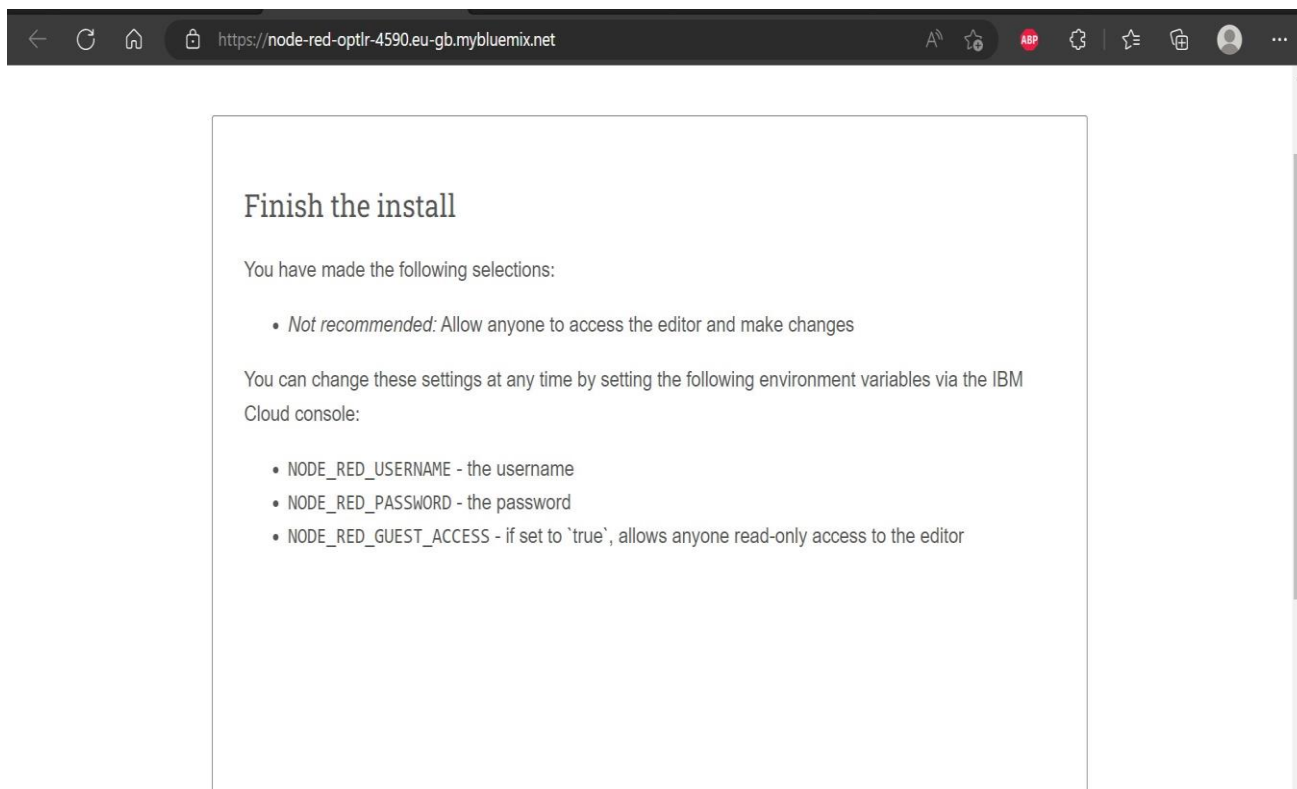 https://node-red-optlr-4590.eu-gb.mybluemix.net
ABP
Finish the install
You have made the following selections:
• Not recommended: Allow anyone to access the editor and make changes
You can change these settings at any time by setting the following environment variables via the IBM
Cloud console:
• NODE_RED_USERNAME - the username
• NODE_RED_PASSWORD - the password
• NODE_RED_GUEST_ACCESS - if set to `true`, allows anyone read-only access to the editor